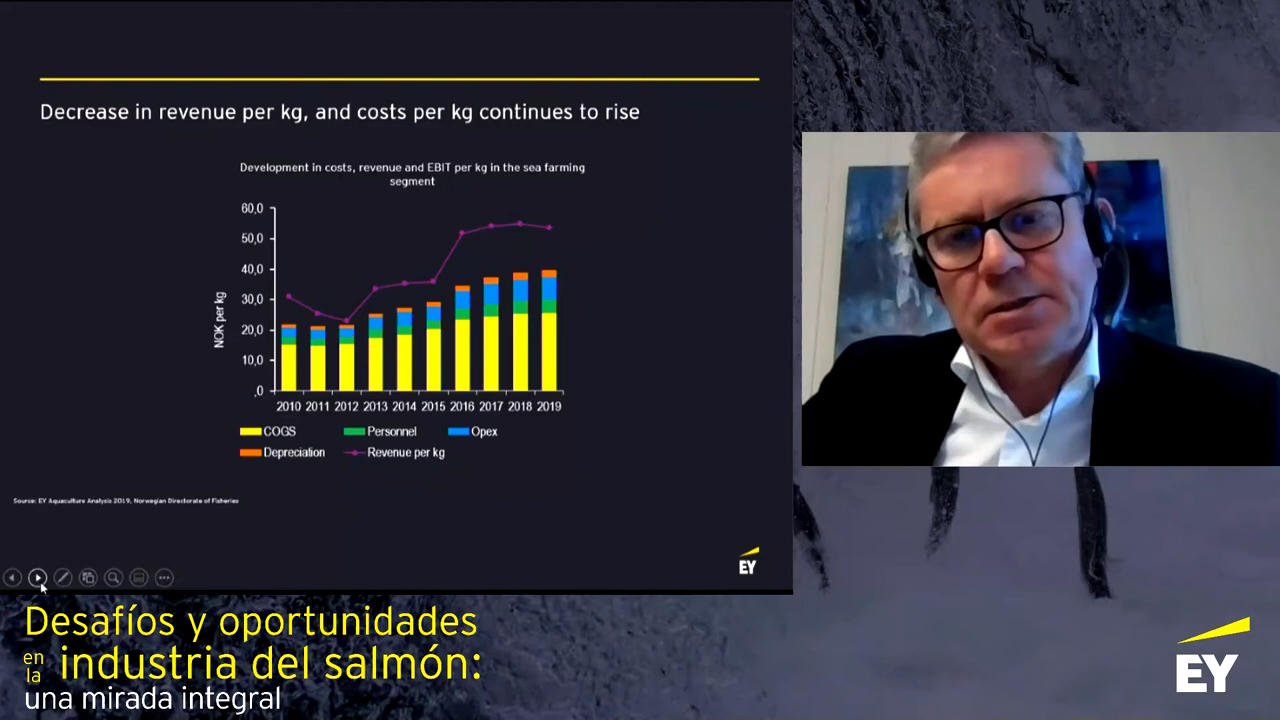 Decrease in revenue per kg, and costs per kg continues to rise
Development in costs, revenue and EBIT per kg in the sea farming
segment
60,0
50,0
40,0
30,0
20,0
10,0
,0
NOK per kg
2010 2011 2012 2013 2014 2015 2016 2017 2018 2019
COGS Personnel Opex
Depreciation Revenue per kg
Source: EY Aquaculture Analysis 2019, Norwegian Directorate of Fisheries
EY
Desafíos y oportunidades
en la industria del salmón:
una mirada integral
EY